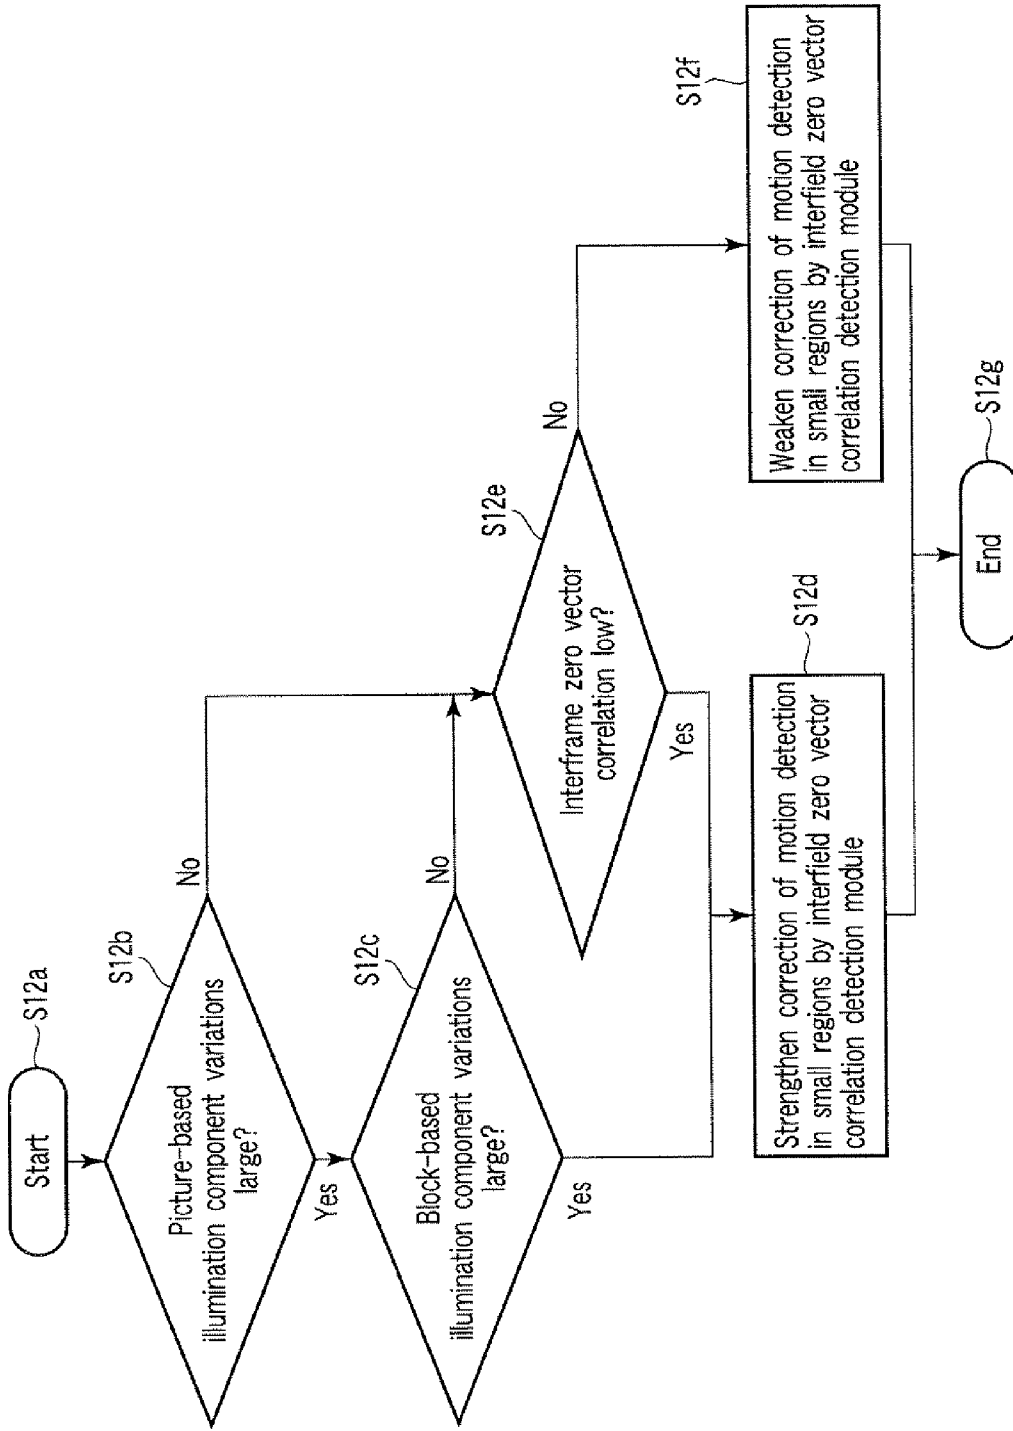 Start
S12a
Picture-based
illumination component variations
large?
S12b
No
Yes
Block-based
illumination component variations
large?
S12c
No
Yes
Interframe zero vector
correlation low?
S12e
No
Yes
Strengthen correction of motion detection
in small regions by interfield zero vector
correlation detection module
S12d
Weaken correction of motion detection
in small regions by interfield zero vector
correlation detection module
S12f
End
S12g